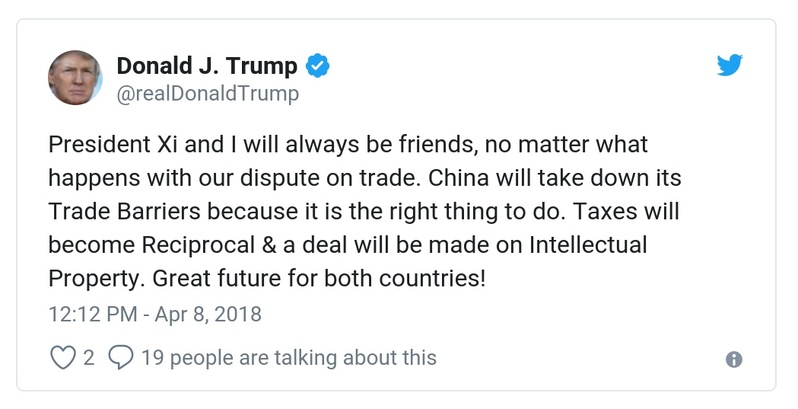 Donald J. Trump
@realDonaldTrump
President Xi and I will always be friends, no matter what
happens with our dispute on trade. China will take down its
Trade Barriers because it is the right thing to do. Taxes will
become Reciprocal & a deal will be made on Intellectual
Property. Great future for both countries!
12:12 PM - Apr 8, 2018
2 19 people are talking about this